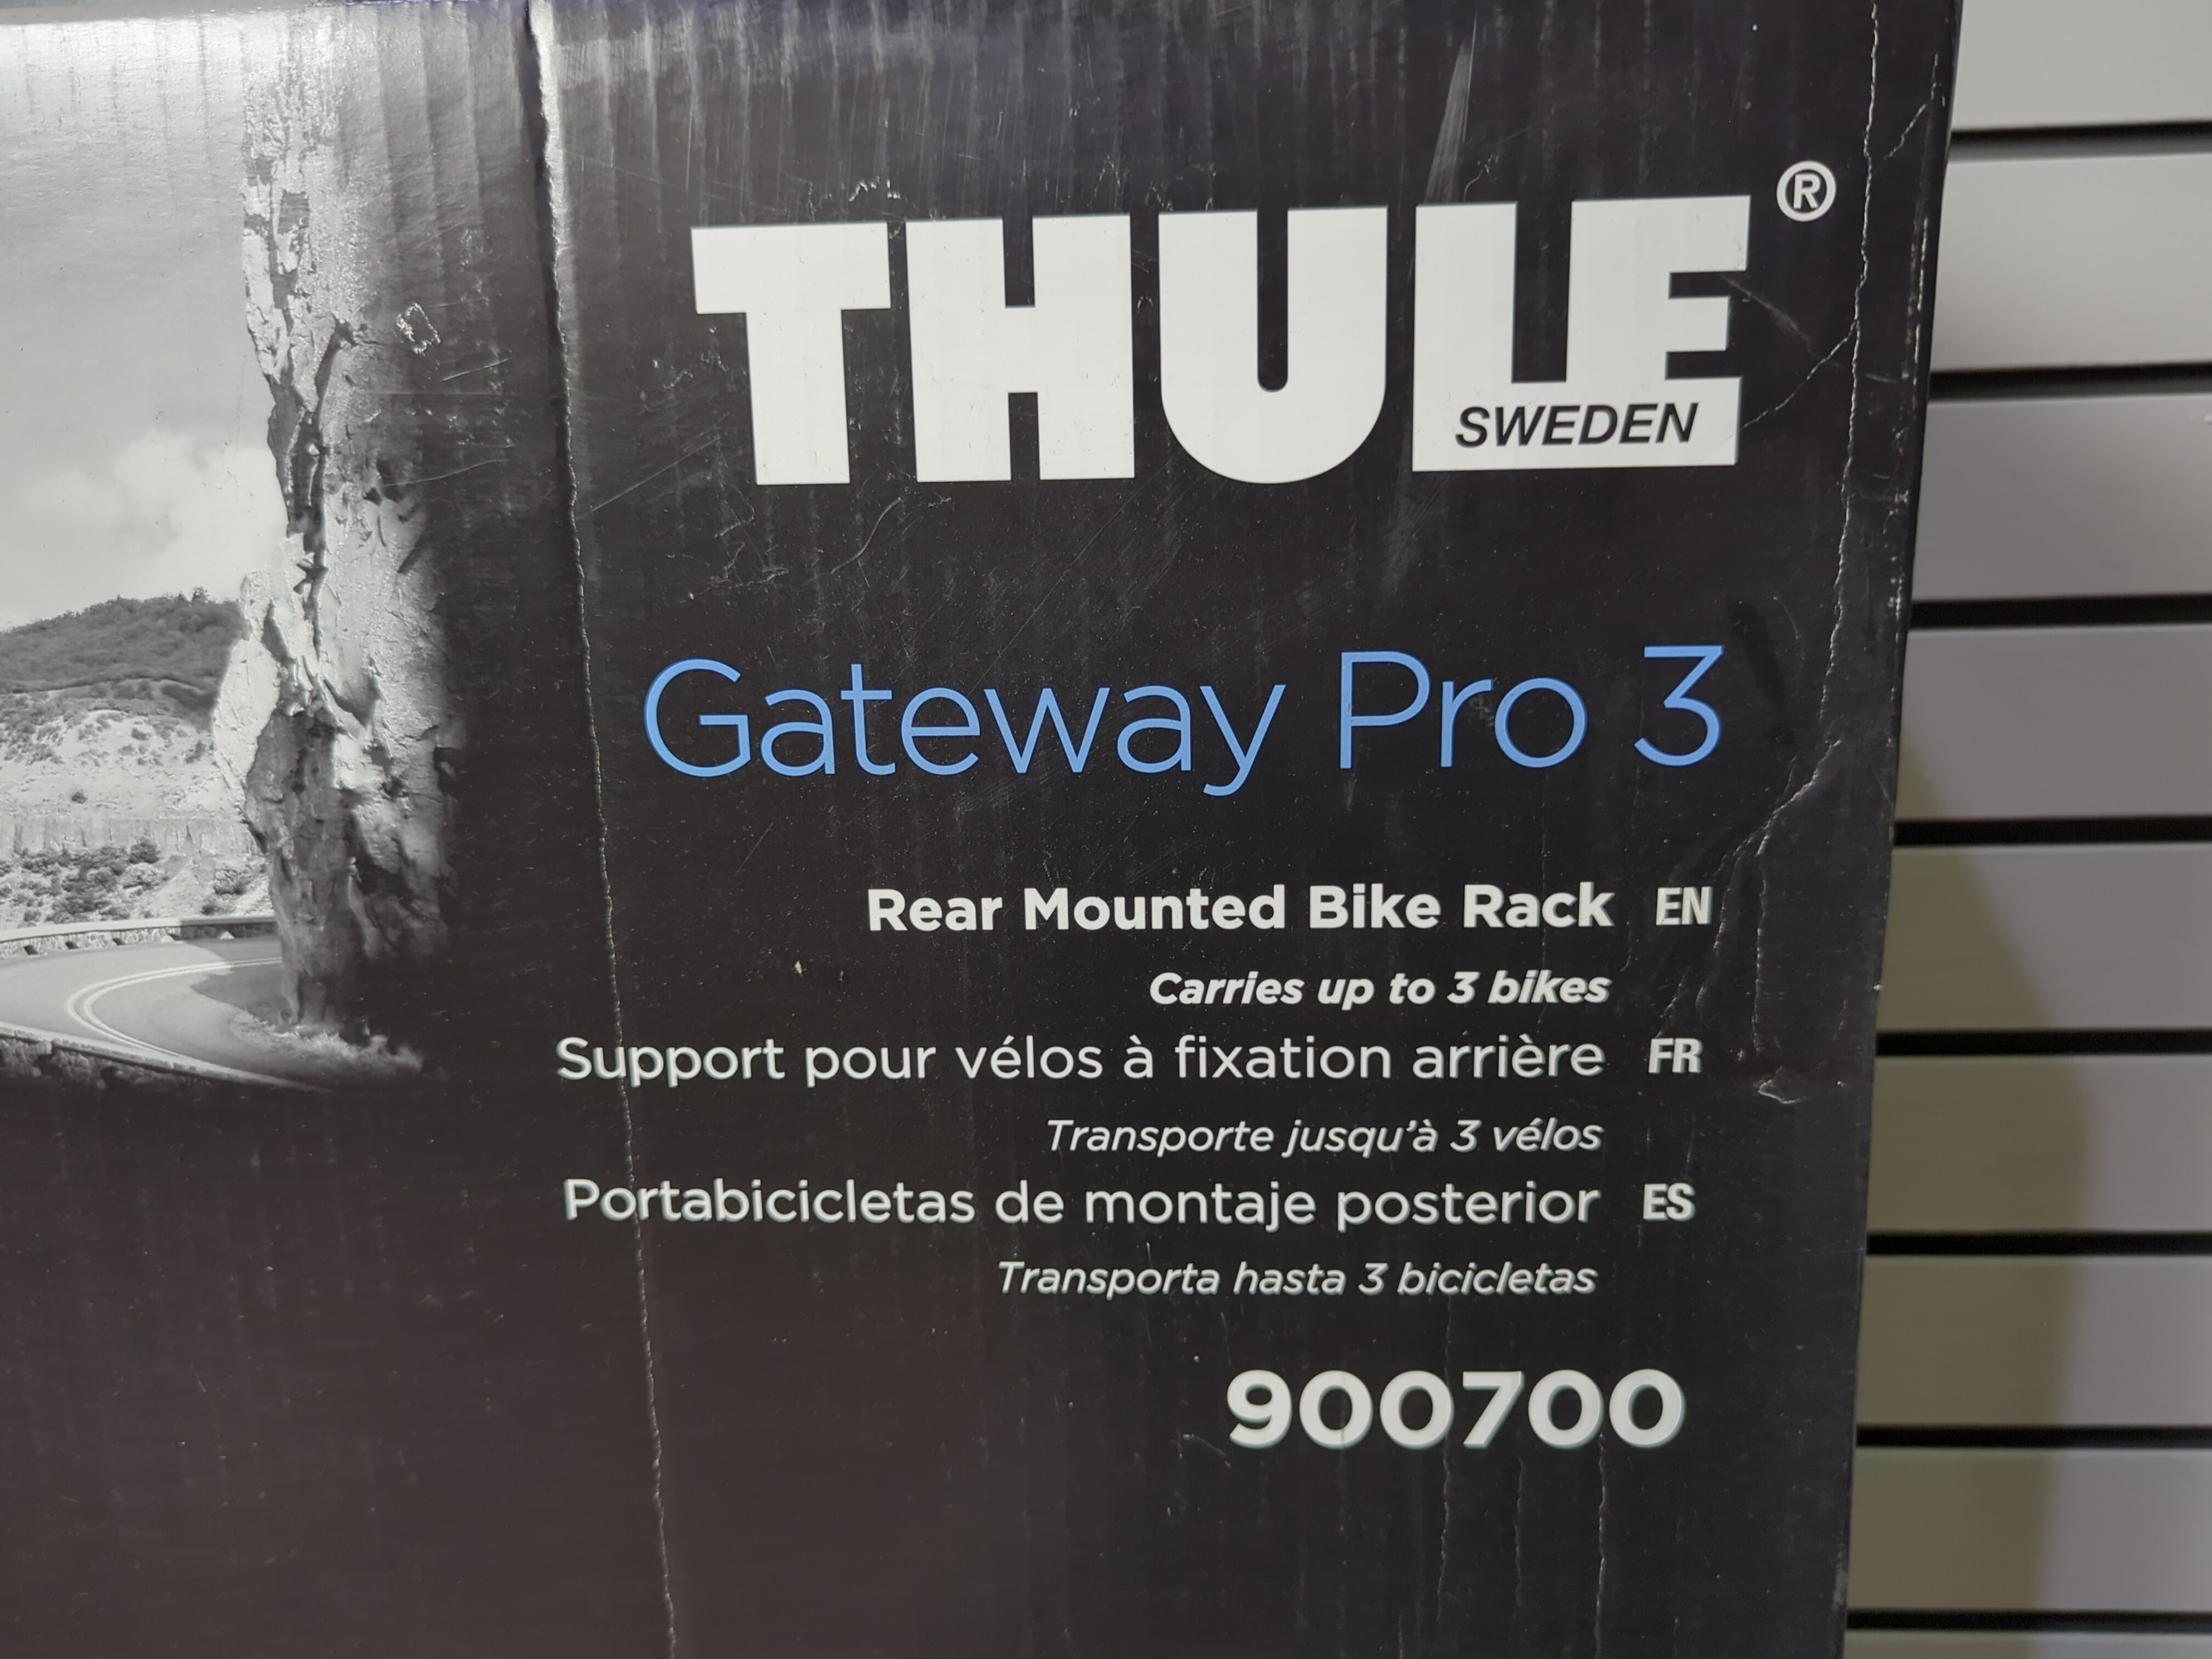 THULE®
SWEDEN
Gateway Pro 3
Rear Mounted Bike Rack EN
Carries up to 3 bikes
Support pour vélos à fixation arrière FR
Transporte jusqu'à 3 vélos
Portabicicletas de montaje posterior ES
Transporta hasta 3 bicicletas
900700